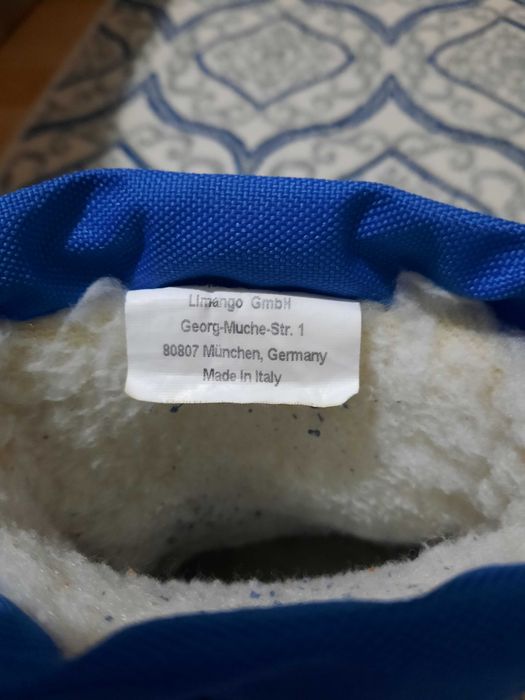 Limango GmbH
Georg-Muche-Str. 1
80807 München, Germany
Made in Italy